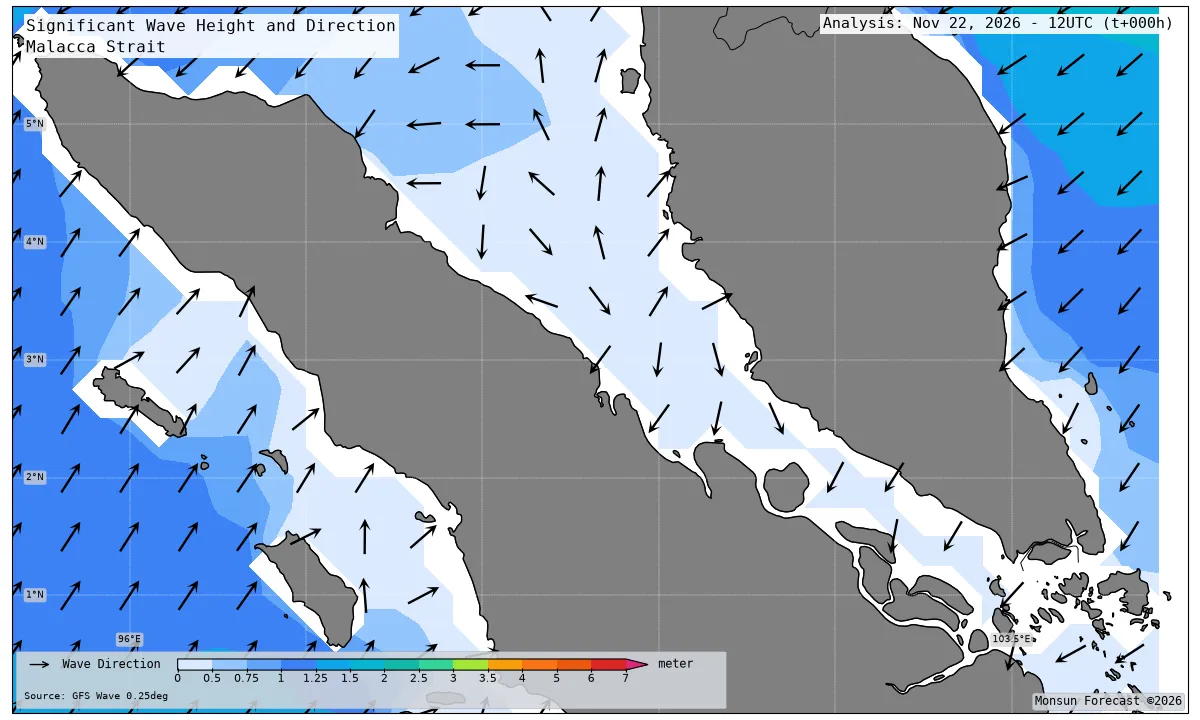 Significant Wave Height and Direction
Malacca Strait
Analysis: Nov 22, 2026 - 12UTC (t+000h)
5°N
4°N
3°N
2°N
1°N
96°E
103.5°E
Wave Direction
0 0.5 0.75 1 1.25 1.5 2 2.5 3 3.5 4 5 6 7
meter
Source: GFS Wave 0.25deg
Monsun Forecast ©2026